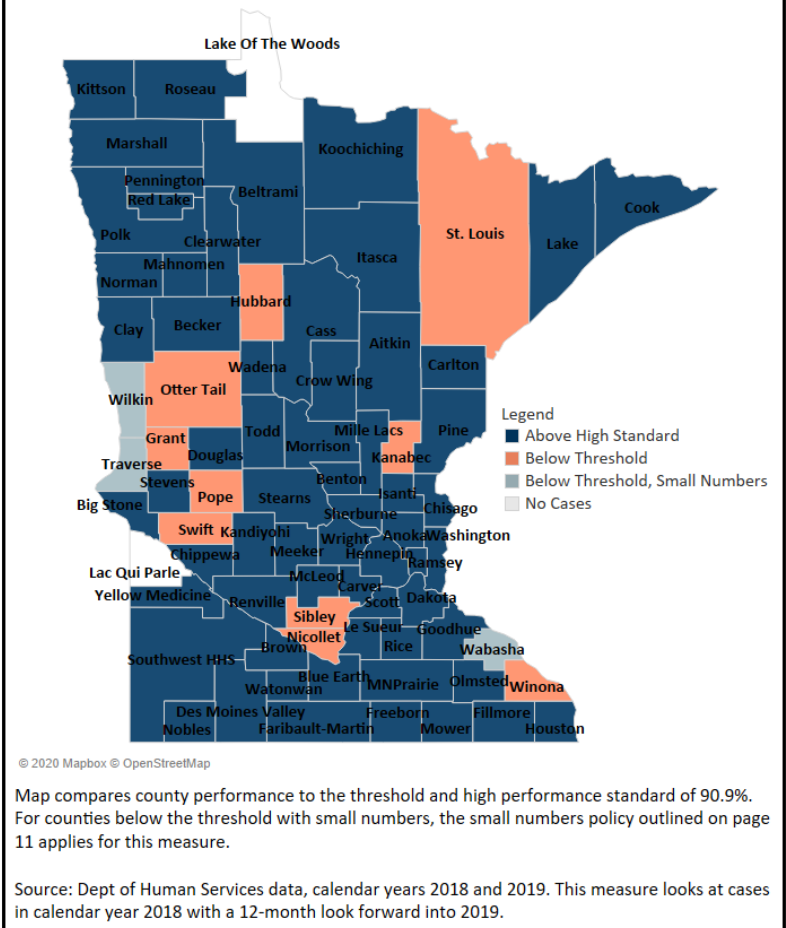 Lake Of The Woods
Kittson
Roseau
Marshall
Koochiching
Pennington
Beltrami
Red Lake
Cook
St. Louis
Polk
Clearwater
Lake
Itasca
Mahnomen
Norman
Hubbard
Clay
Becker
Cass
Aitkin
Carlton
Wadena
Otter Tail
Crow Wing
Wilkin
Legend
Above High Standard
Below Threshold
Below Threshold, Small Numbers
No Cases
Todd
Mille Lacs
Pine
Grant
Morrison
Douglas
Kanabec
Traverse
Stevens
Benton
Isanti
Pope
Stearns
Big Stone
Chisago
Sherburne
Swift
Kandiyohi
Wright
Anoka
Washington
Chippewa
Meeker
Hennepin
Ramsey
Lac Qui Parle
McLeod
Carver
Yellow Medicine
Renville
Scott
Dakota
Sibley
Le Sueur
Goodhue
Nicollet
Brown
Rice
Wabasha
Southwest HHS
Blue Earth
MNPrairie
Olmsted
Winona
Watonwan
Des Moines Valley
Freeborn
Fillmore
Nobles
Faribault-Martin
Mower
Houston
© 2020 Mapbox © OpenStreetMap
Map compares county performance to the threshold and high performance standard of 90.9%.
For counties below the threshold with small numbers, the small numbers policy outlined on page
11 applies for this measure.
Source: Dept of Human Services data, calendar years 2018 and 2019. This measure looks at cases
in calendar year 2018 with a 12-month look forward into 2019.